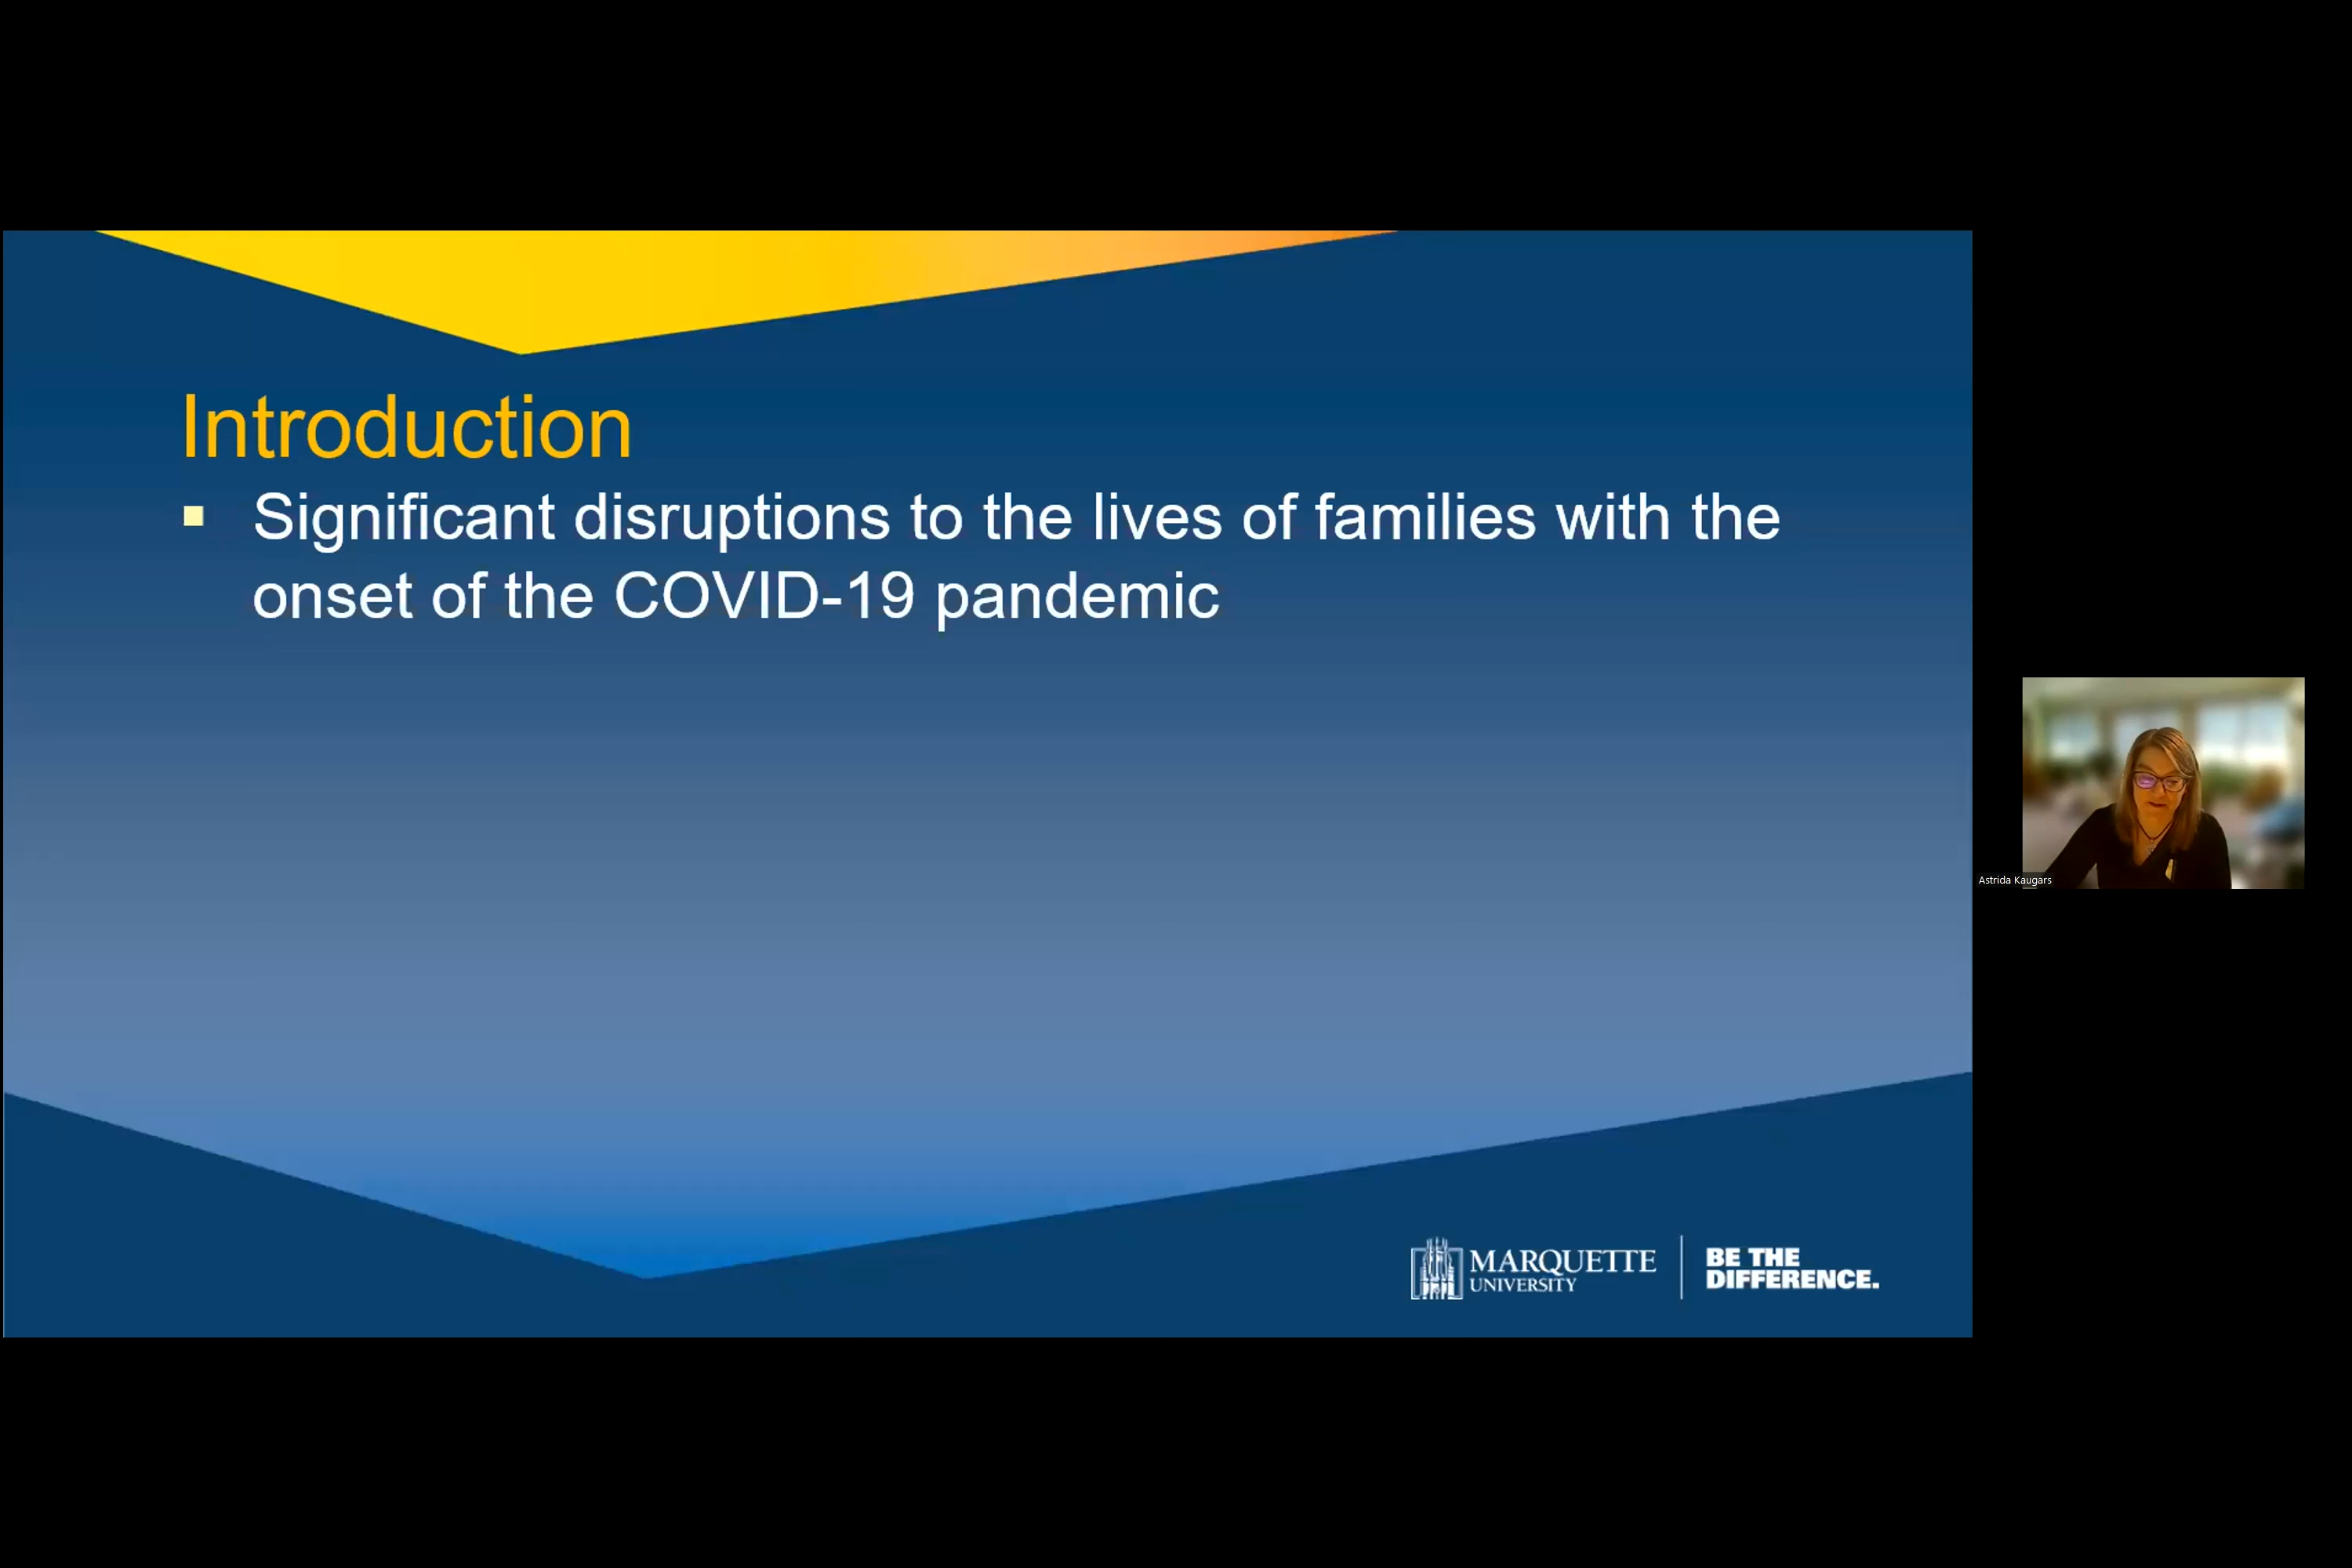 Introduction
Significant disruptions to the lives of families with the
onset of the COVID-19 pandemic
Astrida Kaugars
MARQUETTE
UNIVERSITY
BE THE
DIFFERENCE.